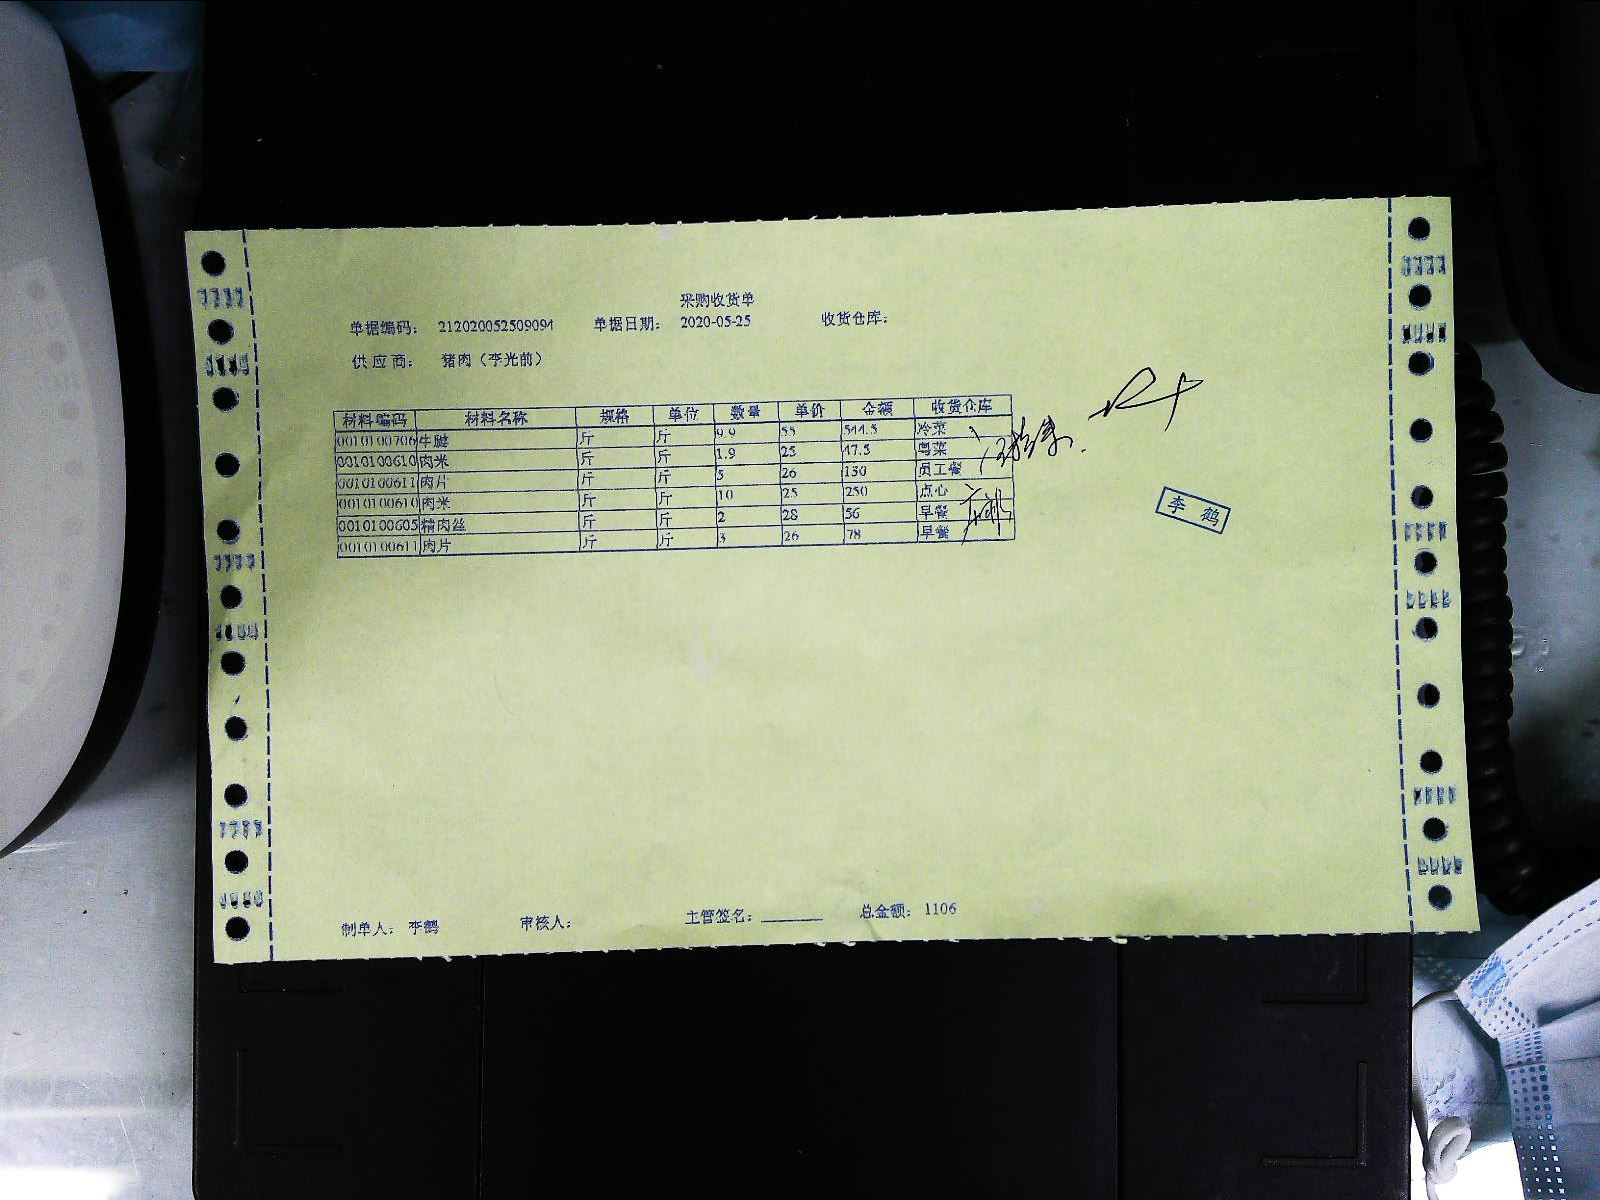 采购收货单
单据编码： 212020052509094 单据日期： 2020-05-25 收货仓库：
供应商： 猪肉（李光前）
材料编码 材料名称 规格 单位 数量 单价 金额 收货仓库
0010100706 牛腱 斤 斤 9.9 55 544.5 冷菜
0010100610 肉米 斤 斤 1.9 25 47.5 粤菜
0010100611 肉片 斤 斤 5 26 130 员工餐
0010100610 肉米 斤 斤 10 25 250 点心
0010100605 精肉丝 斤 斤 2 28 56 早餐
0010100611 肉片 斤 斤 3 26 78 早餐
李鹤
制单人： 李鹤 审核人： 主管签名： 总金额： 1106